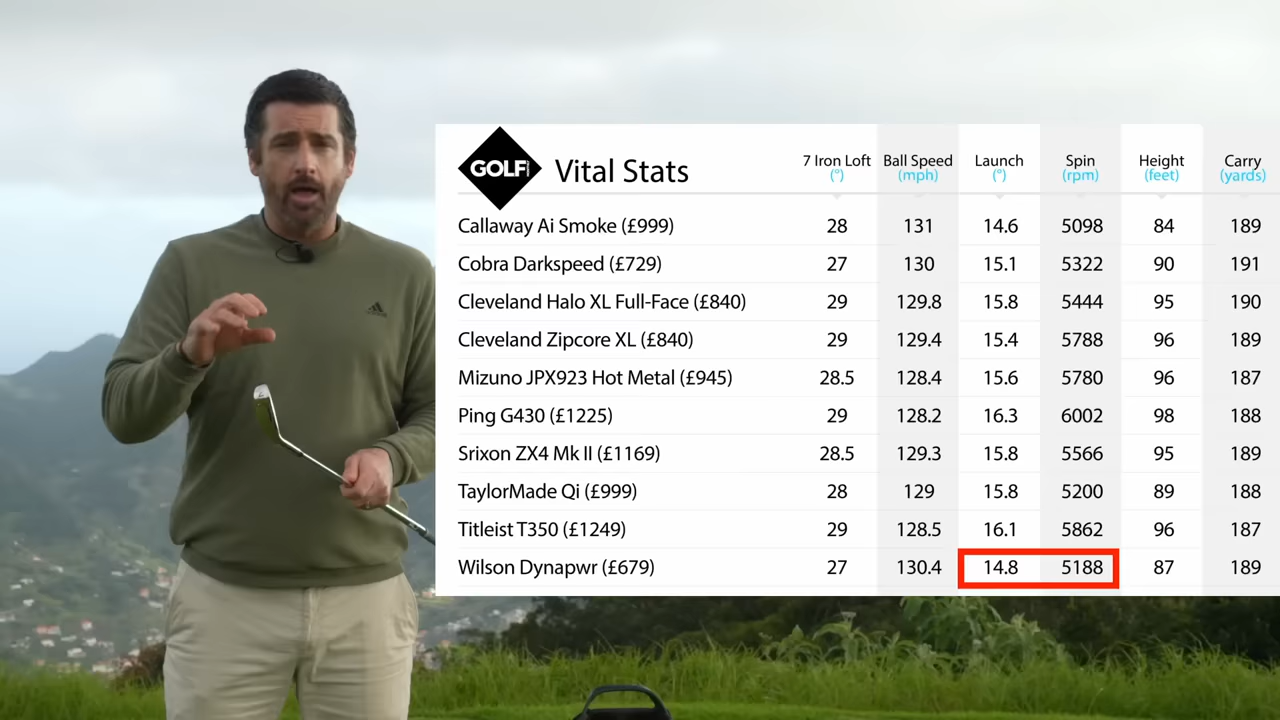 GOLF Vital Stats
7 Iron Loft (°) Ball Speed (mph) Launch (°) Spin (rpm) Height (feet) Carry (yards)
Callaway Ai Smoke (£999) 28 131 14.6 5098 84 189
Cobra Darkspeed (£729) 27 130 15.1 5322 90 191
Cleveland Halo XL Full-Face (£840) 29 129.8 15.8 5444 95 190
Cleveland Zipcore XL (£840) 29 129.4 15.4 5788 96 189
Mizuno JPX923 Hot Metal (£945) 28.5 128.4 15.6 5780 96 187
Ping G430 (£1225) 29 128.2 16.3 6002 98 188
Srixon ZX4 Mk II (£1169) 28.5 129.3 15.8 5566 95 189
TaylorMade Qi (£999) 28 129 15.8 5200 89 188
Titleist T350 (£1249) 29 128.5 16.1 5862 96 187
Wilson Dynapwr (£679) 27 130.4 14.8 5188 87 189